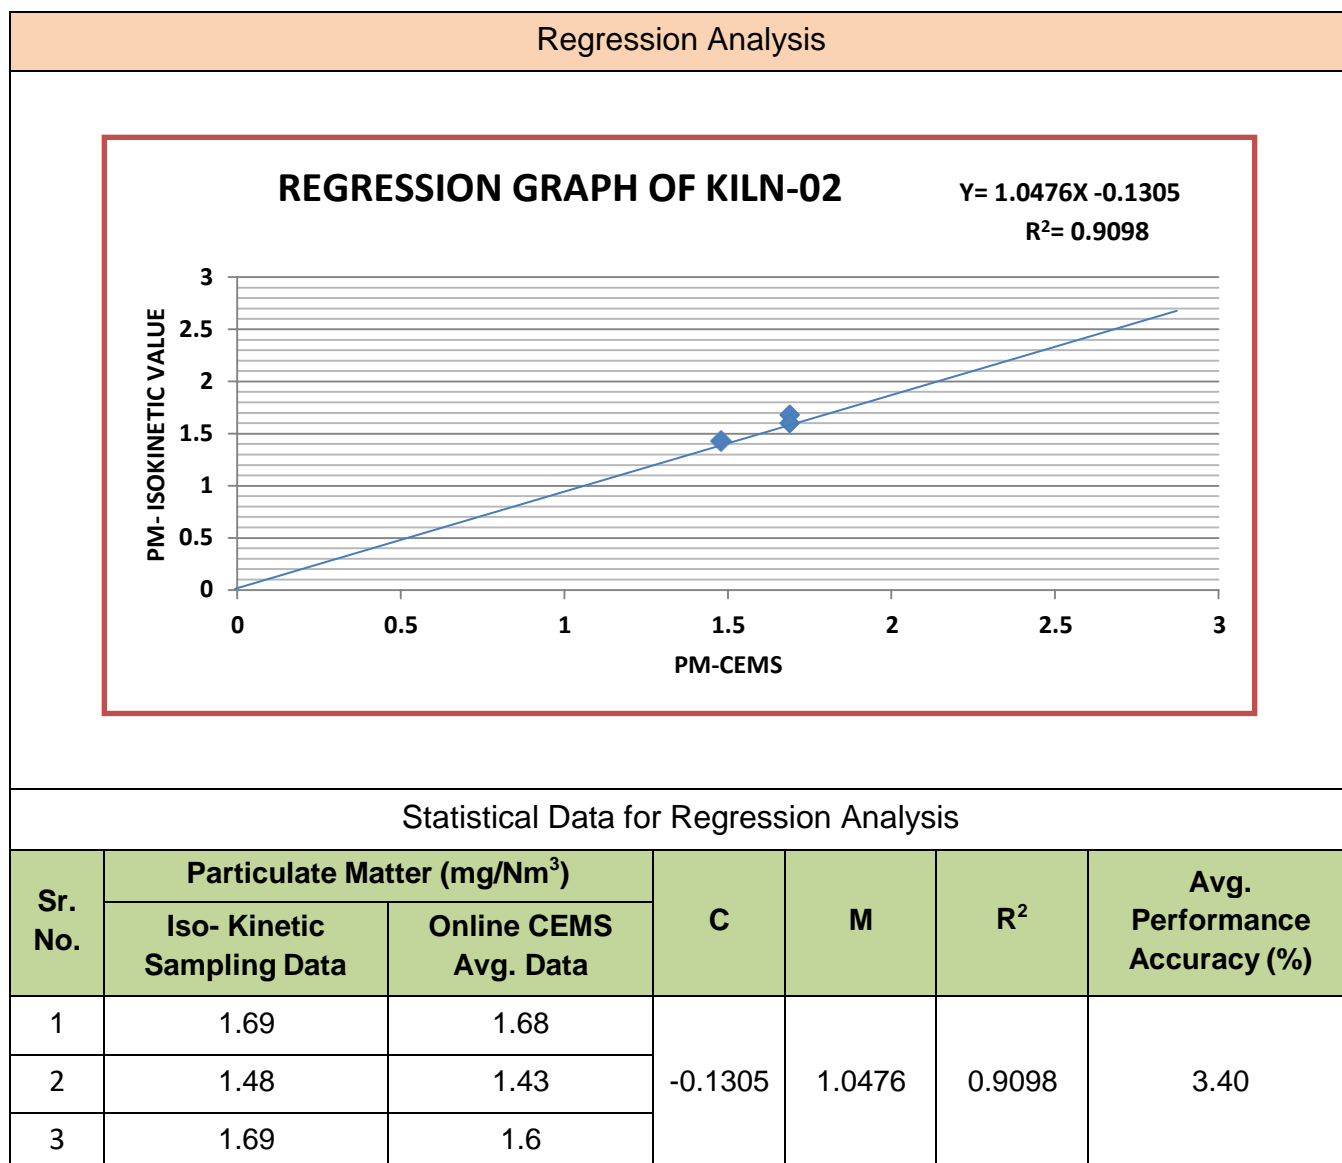 Regression Analysis
REGRESSION GRAPH OF KILN-02
Y= 1.0476X -0.1305
R²= 0.9098
PM- ISOKINETIC VALUE
3
2.5
2
1.5
1
0.5
0
0 0.5 1 1.5 2 2.5 3
PM-CEMS
Statistical Data for Regression Analysis
Sr.
No.
Particulate Matter (mg/Nm³)
Iso- Kinetic
Sampling Data
Online CEMS
Avg. Data
C
M
R²
Avg.
Performance
Accuracy (%)
1 1.69 1.68
2 1.48 1.43 -0.1305 1.0476 0.9098 3.40
3 1.69 1.6